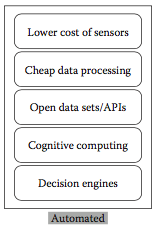 Lower cost of sensors
Cheap data processing
Open data sets/APIs
Cognitive computing
Decision engines
Automated